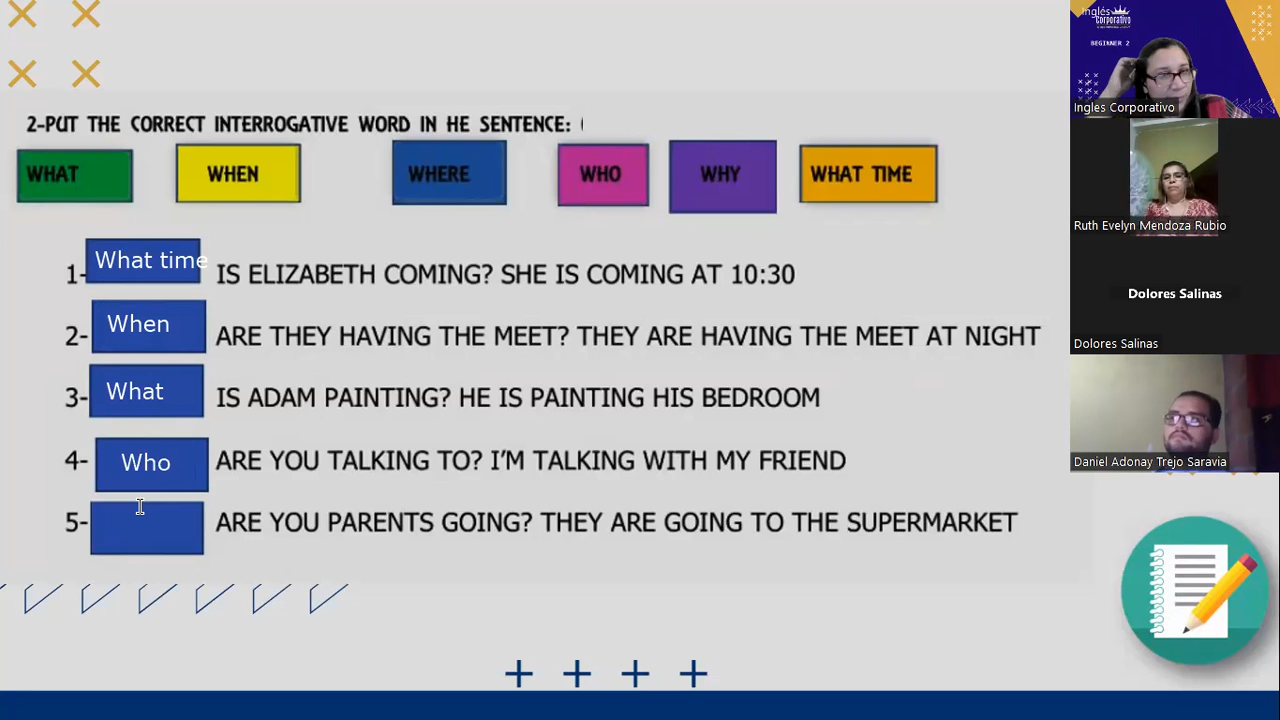 2-PUT THE CORRECT INTERROGATIVE WORD IN HE SENTENCE: (
WHAT
WHEN
WHERE
WHO
WHY
WHAT TIME
1- What time IS ELIZABETH COMING? SHE IS COMING AT 10:30
2- When ARE THEY HAVING THE MEET? THEY ARE HAVING THE MEET AT NIGHT
3- What IS ADAM PAINTING? HE IS PAINTING HIS BEDROOM
4- Who ARE YOU TALKING TO? I'M TALKING WITH MY FRIEND
5- ARE YOU PARENTS GOING? THEY ARE GOING TO THE SUPERMARKET
Inglés
Corporativo
BEGINNER 2
Ingles Corporativo
Ruth Evelyn Mendoza Rubio
Dolores Salinas
Dolores Salinas
Daniel Adonay Trejo Saravia